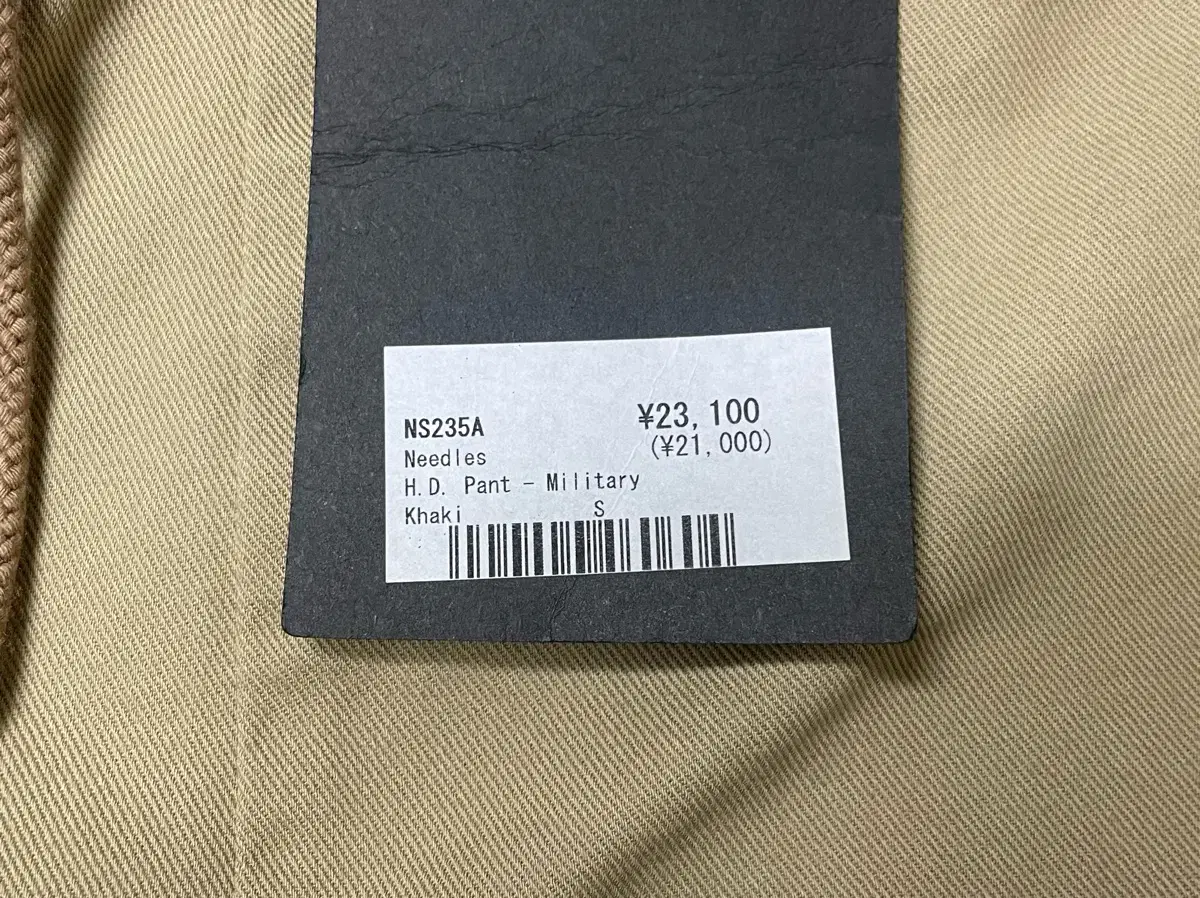 NS235A ¥23,100
(¥21,000)
Needles
H.D. Pant - Military
Khaki S